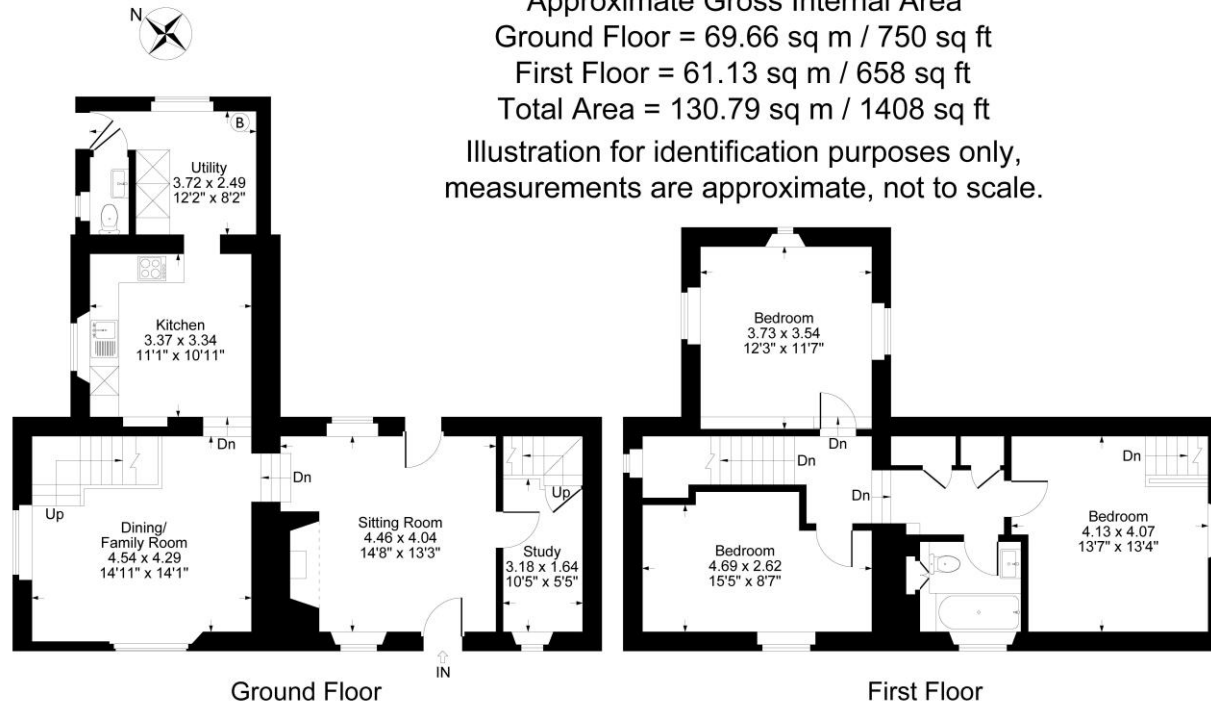 Approximate Gross Internal Area
Ground Floor = 69.66 sq m / 750 sq ft
First Floor = 61.13 sq m / 658 sq ft
Total Area = 130.79 sq m / 1408 sq ft
Illustration for identification purposes only,
measurements are approximate, not to scale.
N
B
Utility
3.72 x 2.49
12'2" x 8'2"
Kitchen
3.37 x 3.34
11'1" x 10'11"
Dn
Dn
Up
Dining/
Family Room
4.54 x 4.29
14'11" x 14'1"
Sitting Room
4.46 x 4.04
14'8" x 13'3"
Up
Study
3.18 x 1.64
10'5" x 5'5"
IN
Ground Floor
Bedroom
3.73 x 3.54
12'3" x 11'7"
Dn
Dn
Dn
Dn
Bedroom
4.69 x 2.62
15'5" x 8'7"
Bedroom
4.13 x 4.07
13'7" x 13'4"
First Floor